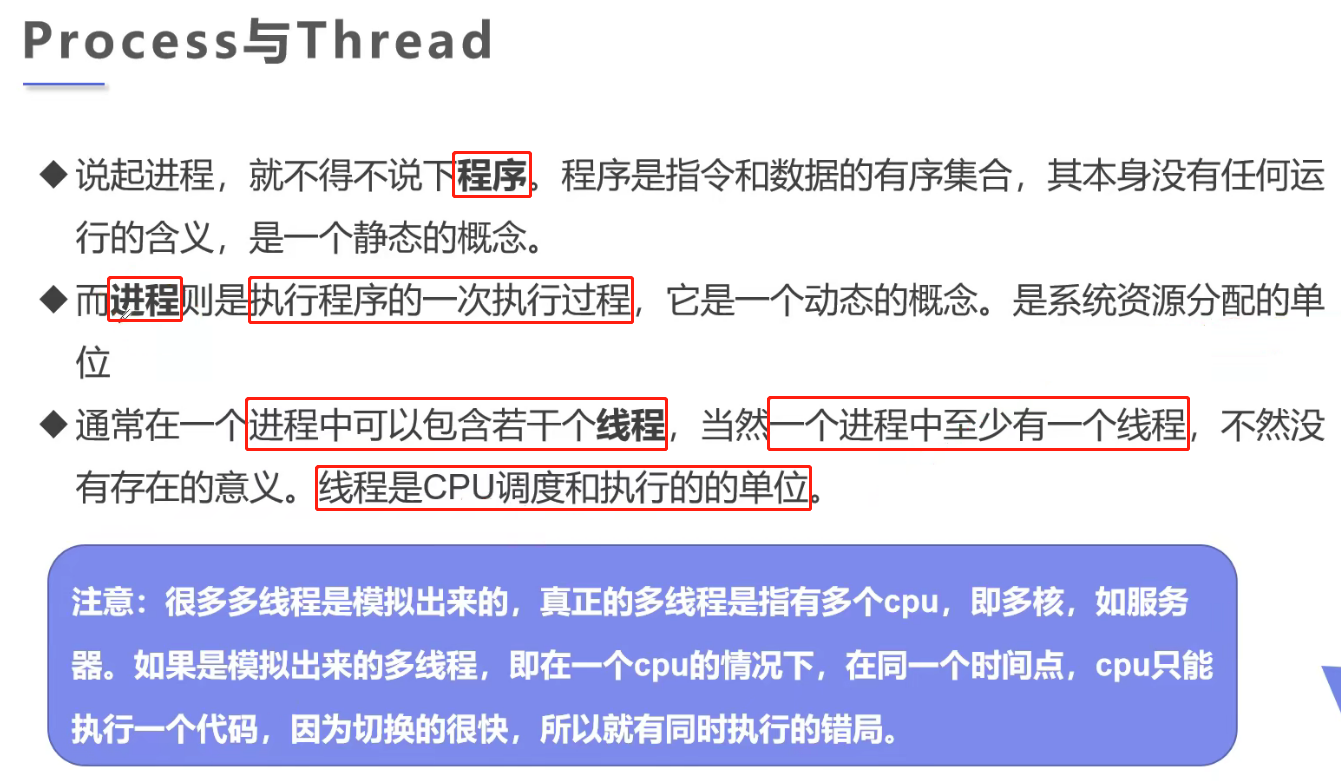 Process与Thread
◆ 说起进程，就不得不说下程序。程序是指令和数据的有序集合，其本身没有任何运
行的含义，是一个静态的概念。
◆ 而进程则是执行程序的一次执行过程，它是一个动态的概念。是系统资源分配的单
位
◆ 通常在一个进程中可以包含若干个线程，当然一个进程中至少有一个线程，不然没
有存在的意义。线程是CPU调度和执行的的单位。
注意：很多多线程是模拟出来的，真正的多线程是指有多个cpu，即多核，如服务
器。如果是模拟出来的多线程，即在一个cpu的情况下，在同一个时间点，cpu只能
执行一个代码，因为切换的很快，所以就有同时执行的错局。